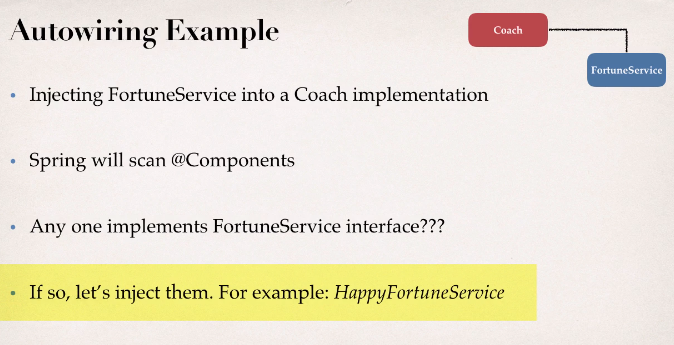 Autowiring Example
Coach
FortuneService
• Injecting FortuneService into a Coach implementation
• Spring will scan @Components
• Any one implements FortuneService interface???
• If so, let’s inject them. For example: HappyFortuneService